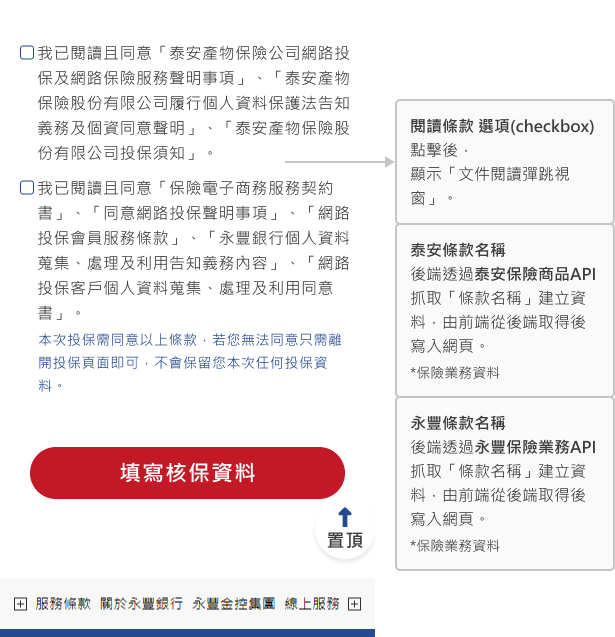 我已閱讀且同意「泰安產物保險公司網路投
保及網路保險服務聲明事項」、「泰安產物
保險股份有限公司履行個人資料保護法告知
義務及個資同意聲明」、「泰安產物保險股
份有限公司投保須知」。
我已閱讀且同意「保險電子商務服務契約
書」、「同意網路投保聲明事項」、「網路
投保會員服務條款」、「永豐銀行個人資料
蒐集、處理及利用告知義務內容」、「網路
投保客戶個人資料蒐集、處理及利用同意
書」。
本次投保需同意以上條款，若您無法同意只需離
開投保頁面即可，不會保留您本次任何投保資
料。
填寫核保資料
置頂
服務條款 關於永豐銀行 永豐金控集團 線上服務
閱讀條款 選項(checkbox)
點擊後，
顯示「文件閱讀彈跳視
窗」。
泰安條款名稱
後端透過泰安保險商品API
抓取「條款名稱」建立資
料，由前端從後端取得後
寫入網頁。
*保險業務資料
永豐條款名稱
後端透過永豐保險業務API
抓取「條款名稱」建立資
料，由前端從後端取得後
寫入網頁。
*保險業務資料